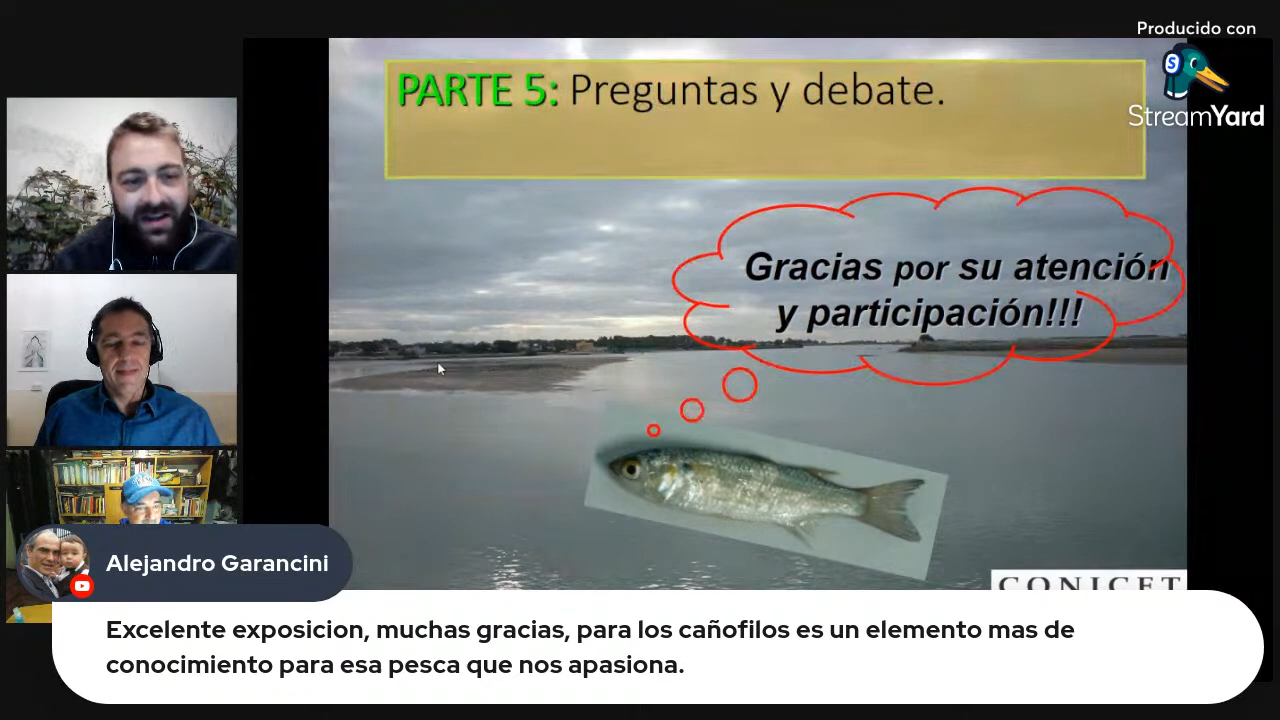 Producido con
StreamYard
PARTE 5: Preguntas y debate.
Gracias por su atención
y participación!!!
CONICET
Alejandro Garancini
Excelente exposicion, muchas gracias, para los cañofilos es un elemento mas de
conocimiento para esa pesca que nos apasiona.